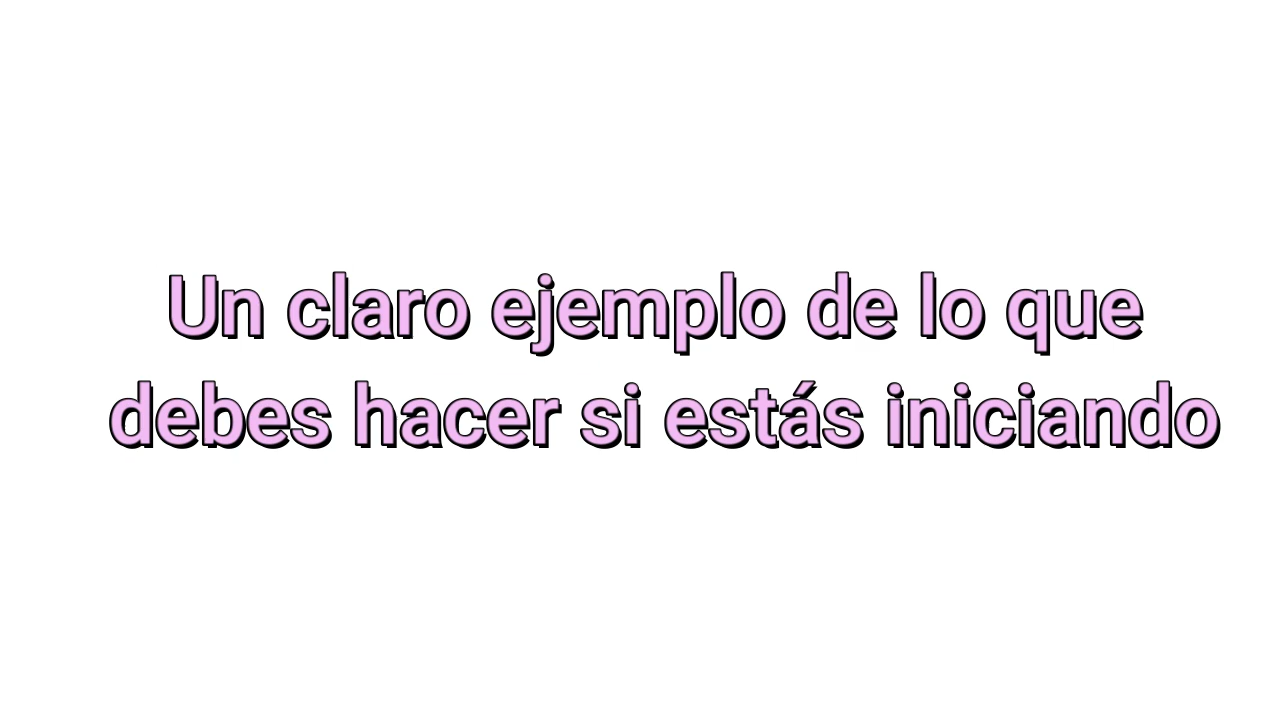 Un claro ejemplo de lo que
debes hacer si estás iniciando